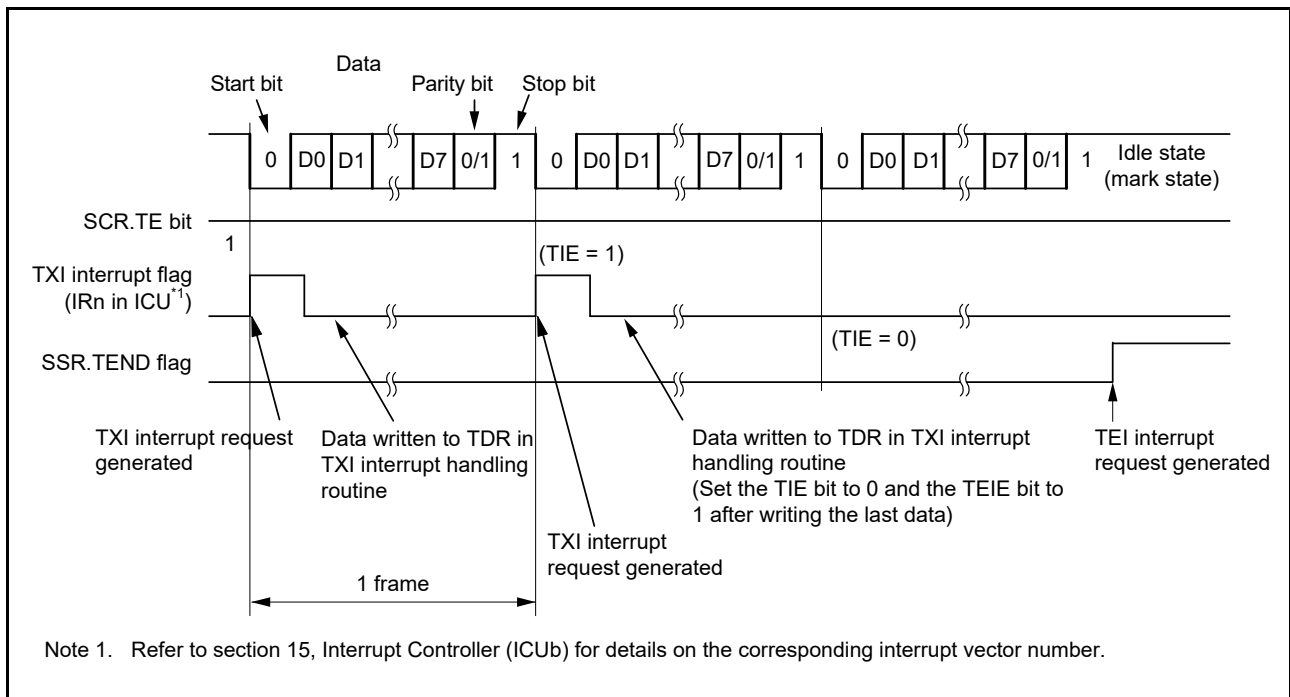 Data
Start bit
Parity bit
Stop bit
0 D0 D1 D7 0/1 1 0 D0 D1 D7 0/1 1 0 D0 D1 D7 0/1 1 Idle state
(mark state)
SCR.TE bit
1
(TIE = 1)
TXI interrupt flag
(IRn in ICU*1)
(TIE = 0)
SSR.TEND flag
TXI interrupt request
generated
Data written to TDR in
TXI interrupt handling
routine
Data written to TDR in TXI interrupt
handling routine
(Set the TIE bit to 0 and the TEIE bit to
1 after writing the last data)
TEI interrupt
request generated
TXI interrupt
request generated
1 frame
Note 1. Refer to section 15, Interrupt Controller (ICUb) for details on the corresponding interrupt vector number.